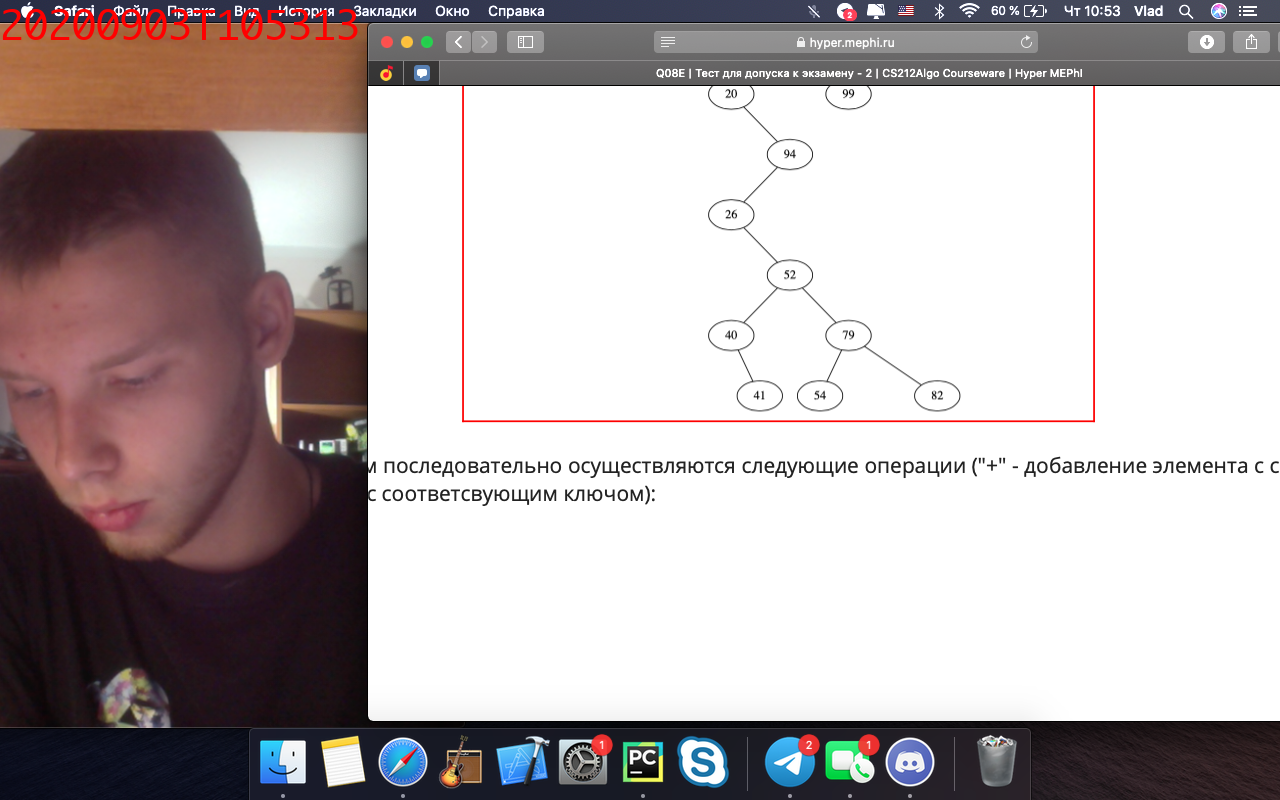 Safari Файл Правка Вид История Закладки Окно Справка 2 60 % Чт 10:53 Vlad
20200903T105313
hyper.mephi.ru
Q08E | Тест для допуска к экзамену - 2 | CS212Algo Courseware | Hyper MEPhI
20 99
94
26
52
40 79
41 54 82
м последовательно осуществляются следующие операции ("+" - добавление элемента с с
с соответсвующим ключом):
1 PC 2 1